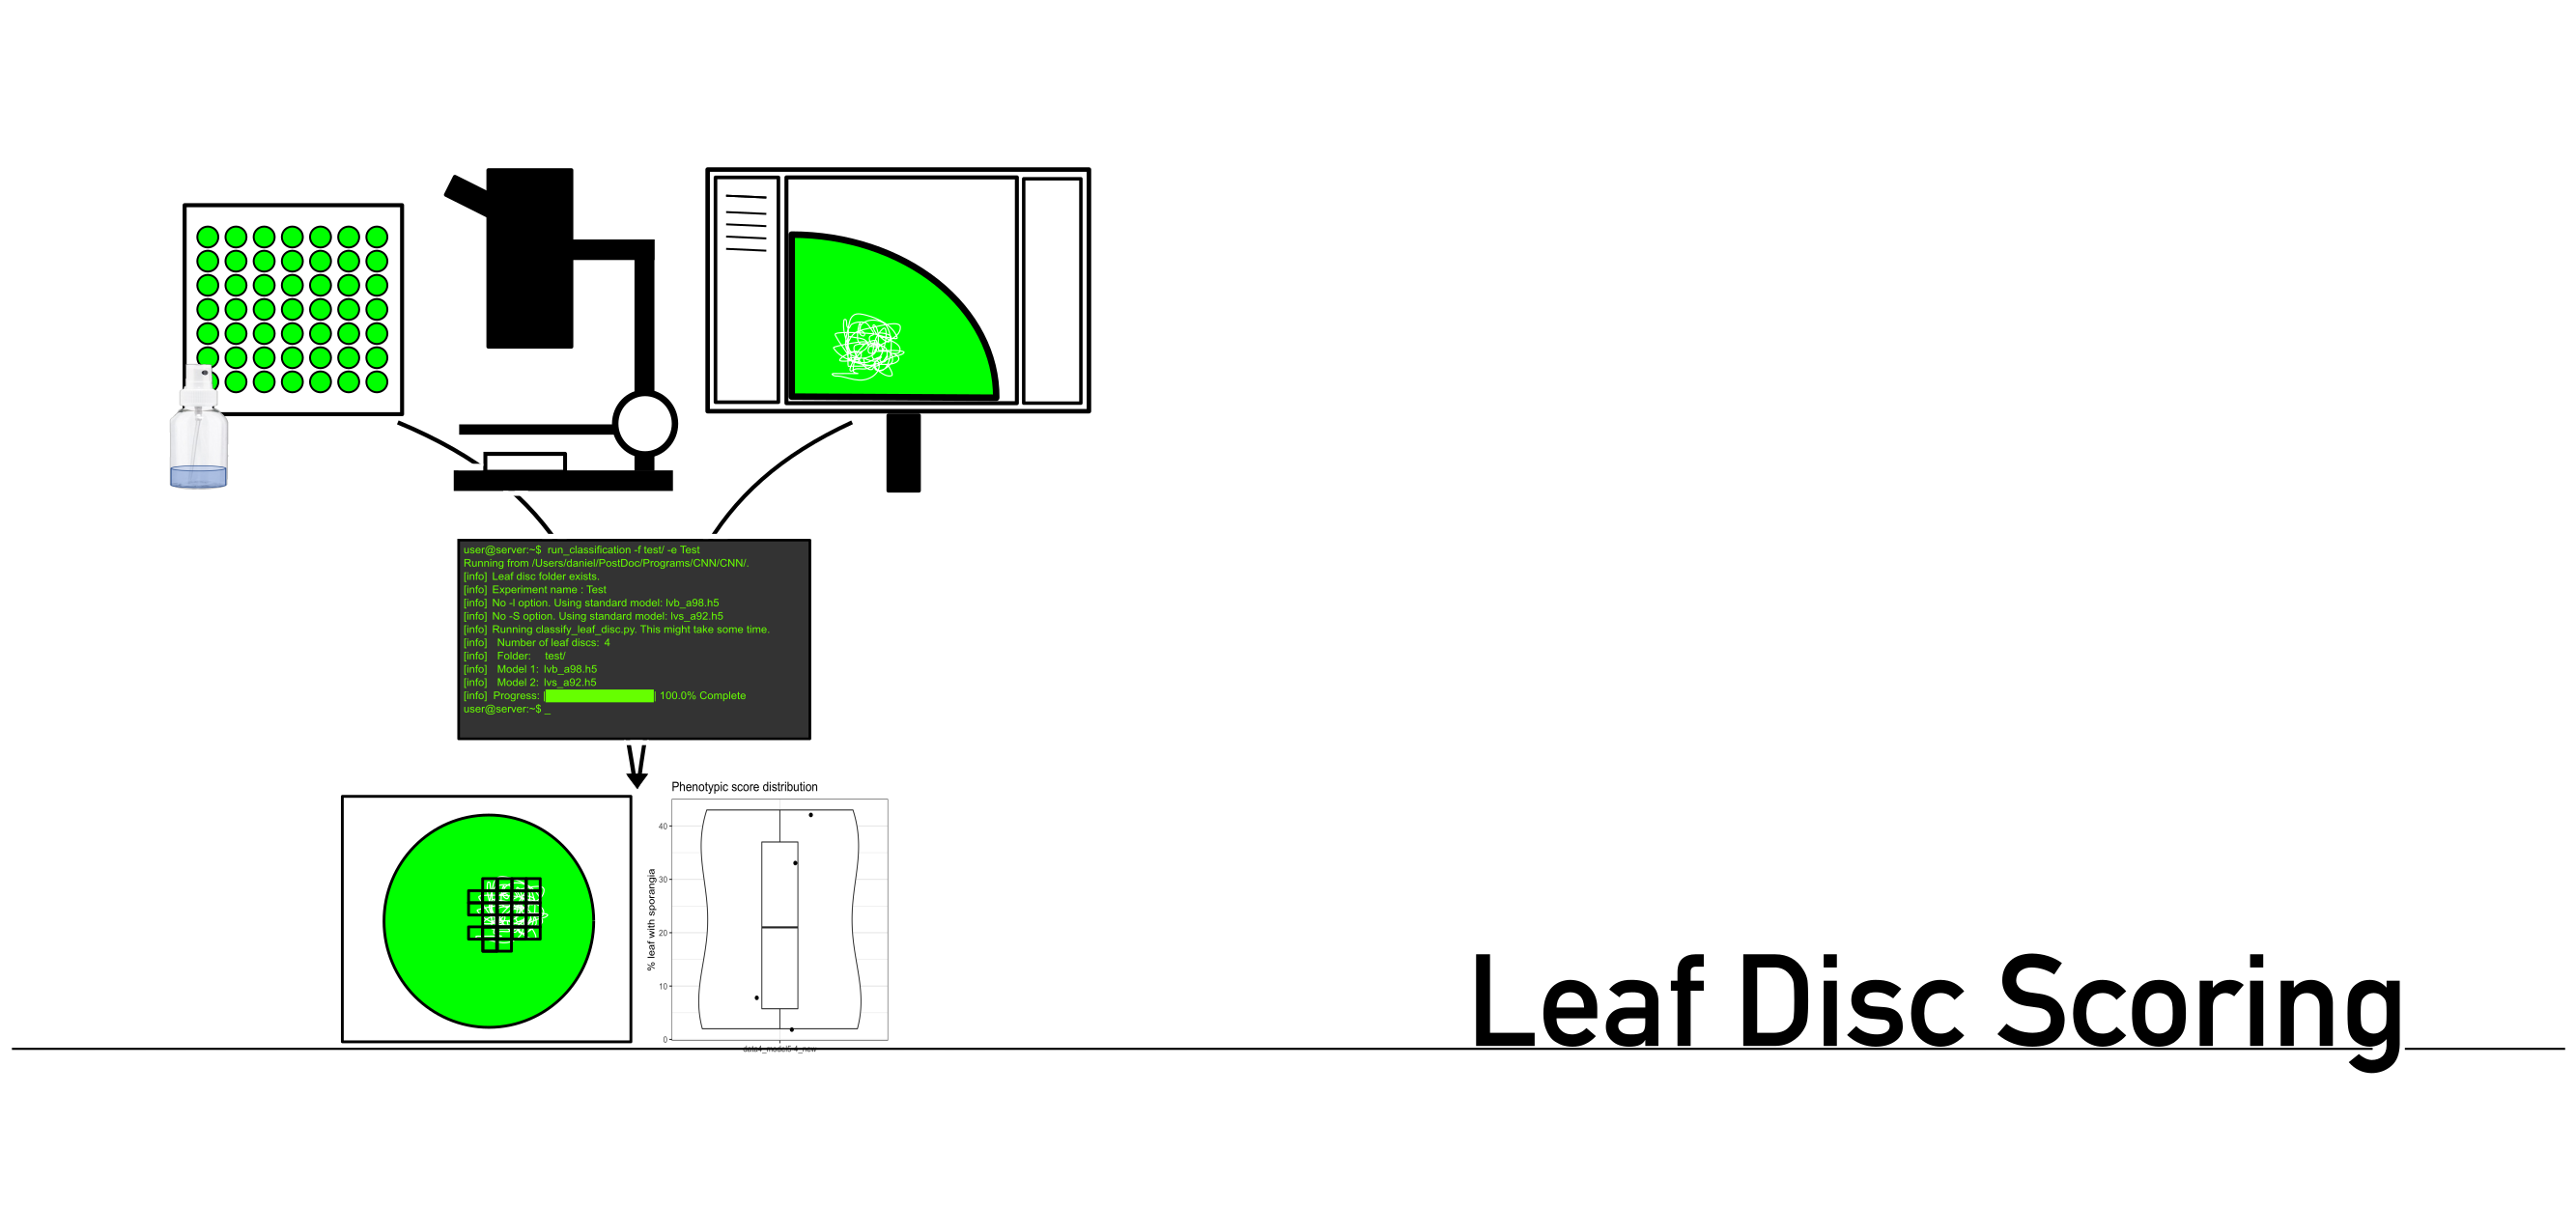 user@server:~$ run_classification -f test/ -e Test
Running from /Users/daniel/PostDoc/Programs/CNN/CNN/.
[info] Leaf disc folder exists.
[info] Experiment name : Test
[info] No -l option. Using standard model: lvb_a98.h5
[info] No -S option. Using standard model: lvs_a92.h5
[info] Running classify_leaf_disc.py. This might take some time.
[info] Number of leaf discs: 4
[info] Folder: test/
[info] Model 1: lvb_a98.h5
[info] Model 2: lvs_a92.h5
[info] Progress: | | 100.0% Complete
user@server:~$ _
Phenotypic score distribution
% leaf with sporangia
40
30
20
10
0
Leaf Disc Scoring